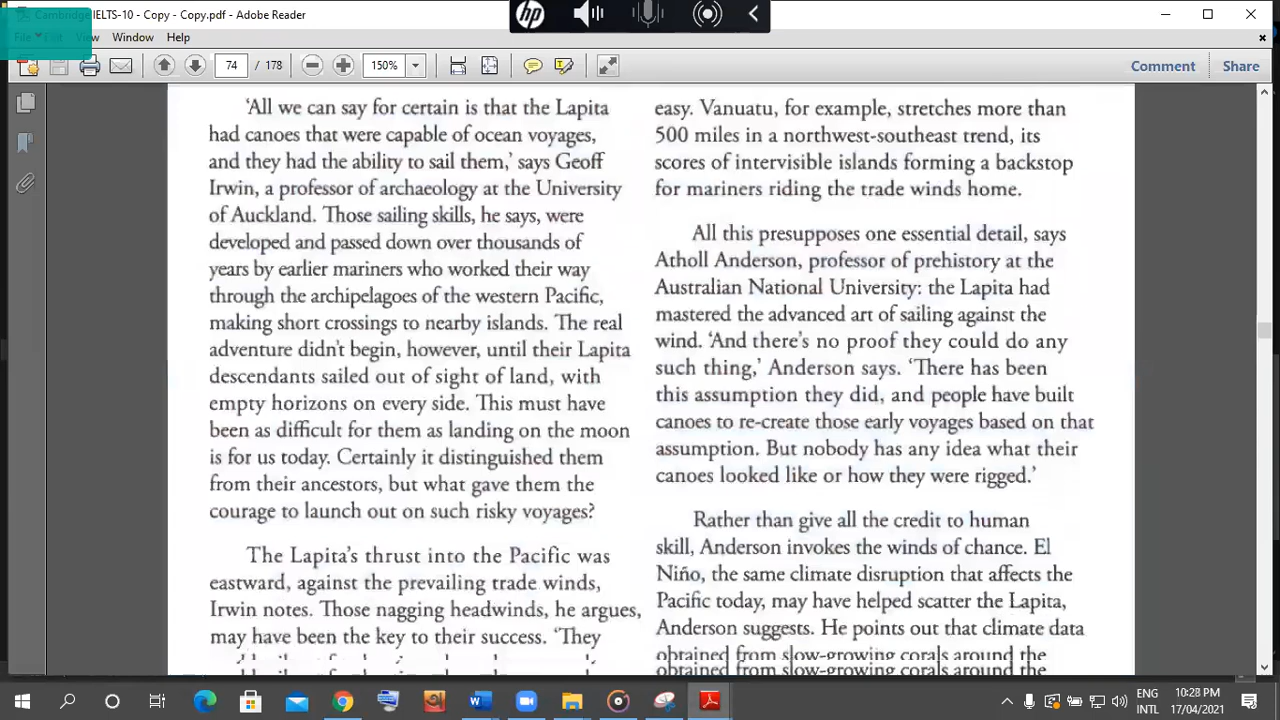 Cambridge IELTS-10 - Copy - Copy.pdf - Adobe Reader
File Edit View Window Help
74 / 178 150% Comment Share
'All we can say for certain is that the Lapita
had canoes that were capable of ocean voyages,
and they had the ability to sail them,' says Geoff
Irwin, a professor of archaeology at the University
of Auckland. Those sailing skills, he says, were
developed and passed down over thousands of
years by earlier mariners who worked their way
through the archipelagoes of the western Pacific,
making short crossings to nearby islands. The real
adventure didn't begin, however, until their Lapita
descendants sailed out of sight of land, with
empty horizons on every side. This must have
been as difficult for them as landing on the moon
is for us today. Certainly it distinguished them
from their ancestors, but what gave them the
courage to launch out on such risky voyages?
The Lapita's thrust into the Pacific was
eastward, against the prevailing trade winds,
Irwin notes. Those nagging headwinds, he argues,
may have been the key to their success. 'They
easy. Vanuatu, for example, stretches more than
500 miles in a northwest-southeast trend, its
scores of intervisible islands forming a backstop
for mariners riding the trade winds home.
All this presupposes one essential detail, says
Atholl Anderson, professor of prehistory at the
Australian National University: the Lapita had
mastered the advanced art of sailing against the
wind. 'And there's no proof they could do any
such thing,' Anderson says. 'There has been
this assumption they did, and people have built
canoes to re-create those early voyages based on that
assumption. But nobody has any idea what their
canoes looked like or how they were rigged.'
Rather than give all the credit to human
skill, Anderson invokes the winds of chance. El
Niño, the same climate disruption that affects the
Pacific today, may have helped scatter the Lapita,
Anderson suggests. He points out that climate data
obtained from slow-growing corals around the
obtained from slow-growing corals around the
ENG 10:28 PM
INTL 17/04/2021